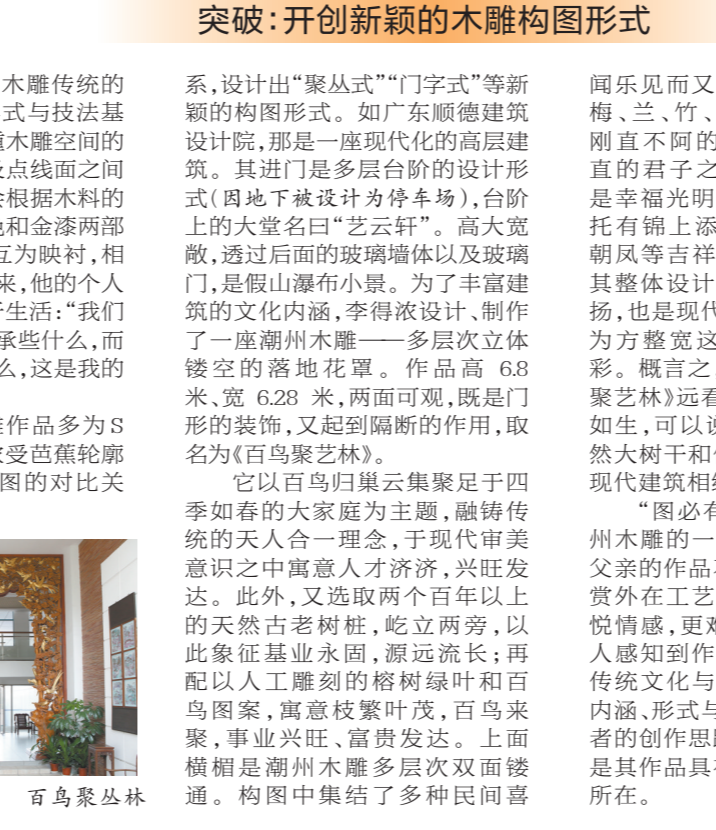 突破：开创新颖的木雕构图形式
木雕传统的
式与技法基
木雕空间的
点线面之间
会根据木料的
色和金漆两部
互为映衬，相
来，他的个人
于生活：“我们
承些什么，而
么，这是我的
作品多为S
受芭蕉轮廓
图的对比关
百鸟聚丛林
系，设计出“聚丛式”“门字式”等新
颖的构图形式。如广东顺德建筑
设计院，那是一座现代化的高层建
筑。其进门是多层台阶的设计形
式(因地下被设计为停车场)，台阶
上的大堂名曰“艺云轩”。高大宽
敞，透过后面的玻璃墙体以及玻璃
门，是假山瀑布小景。为了丰富建
筑的文化内涵，李得浓设计、制作
了一座潮州木雕——多层次立体
镂空的落地花罩。作品高 6.8
米、宽 6.28 米，两面可观，既是门
形的装饰，又起到隔断的作用，取
名为《百鸟聚艺林》。
它以百鸟归巢云集聚足于四
季如春的大家庭为主题，融铸传
统的天人合一理念，于现代审美
意识之中寓意人才济济，兴旺发
达。此外，又选取两个百年以上
的天然古老树桩，屹立两旁，以
此象征基业永固，源远流长；再
配以人工雕刻的榕树绿叶和百
鸟图案，寓意枝繁叶茂，百鸟来
聚，事业兴旺、富贵发达。上面
横楣是潮州木雕多层次双面镂
通。构图中集结了多种民间喜
闻乐见而又
梅、兰、竹、
刚直不阿的
直的君子之
是幸福光明
托有锦上添
朝凤等吉祥
其整体设计
扬，也是现代
为方整宽这
彩。概言之
聚艺林》远看
如生，可以说
然大树干和
现代建筑相结
“图必有
州木雕的一
父亲的作品
赏外在工艺
悦情感，更难
人感知到作
传统文化与
内涵、形式与
者的创作思
是其作品具
所在。